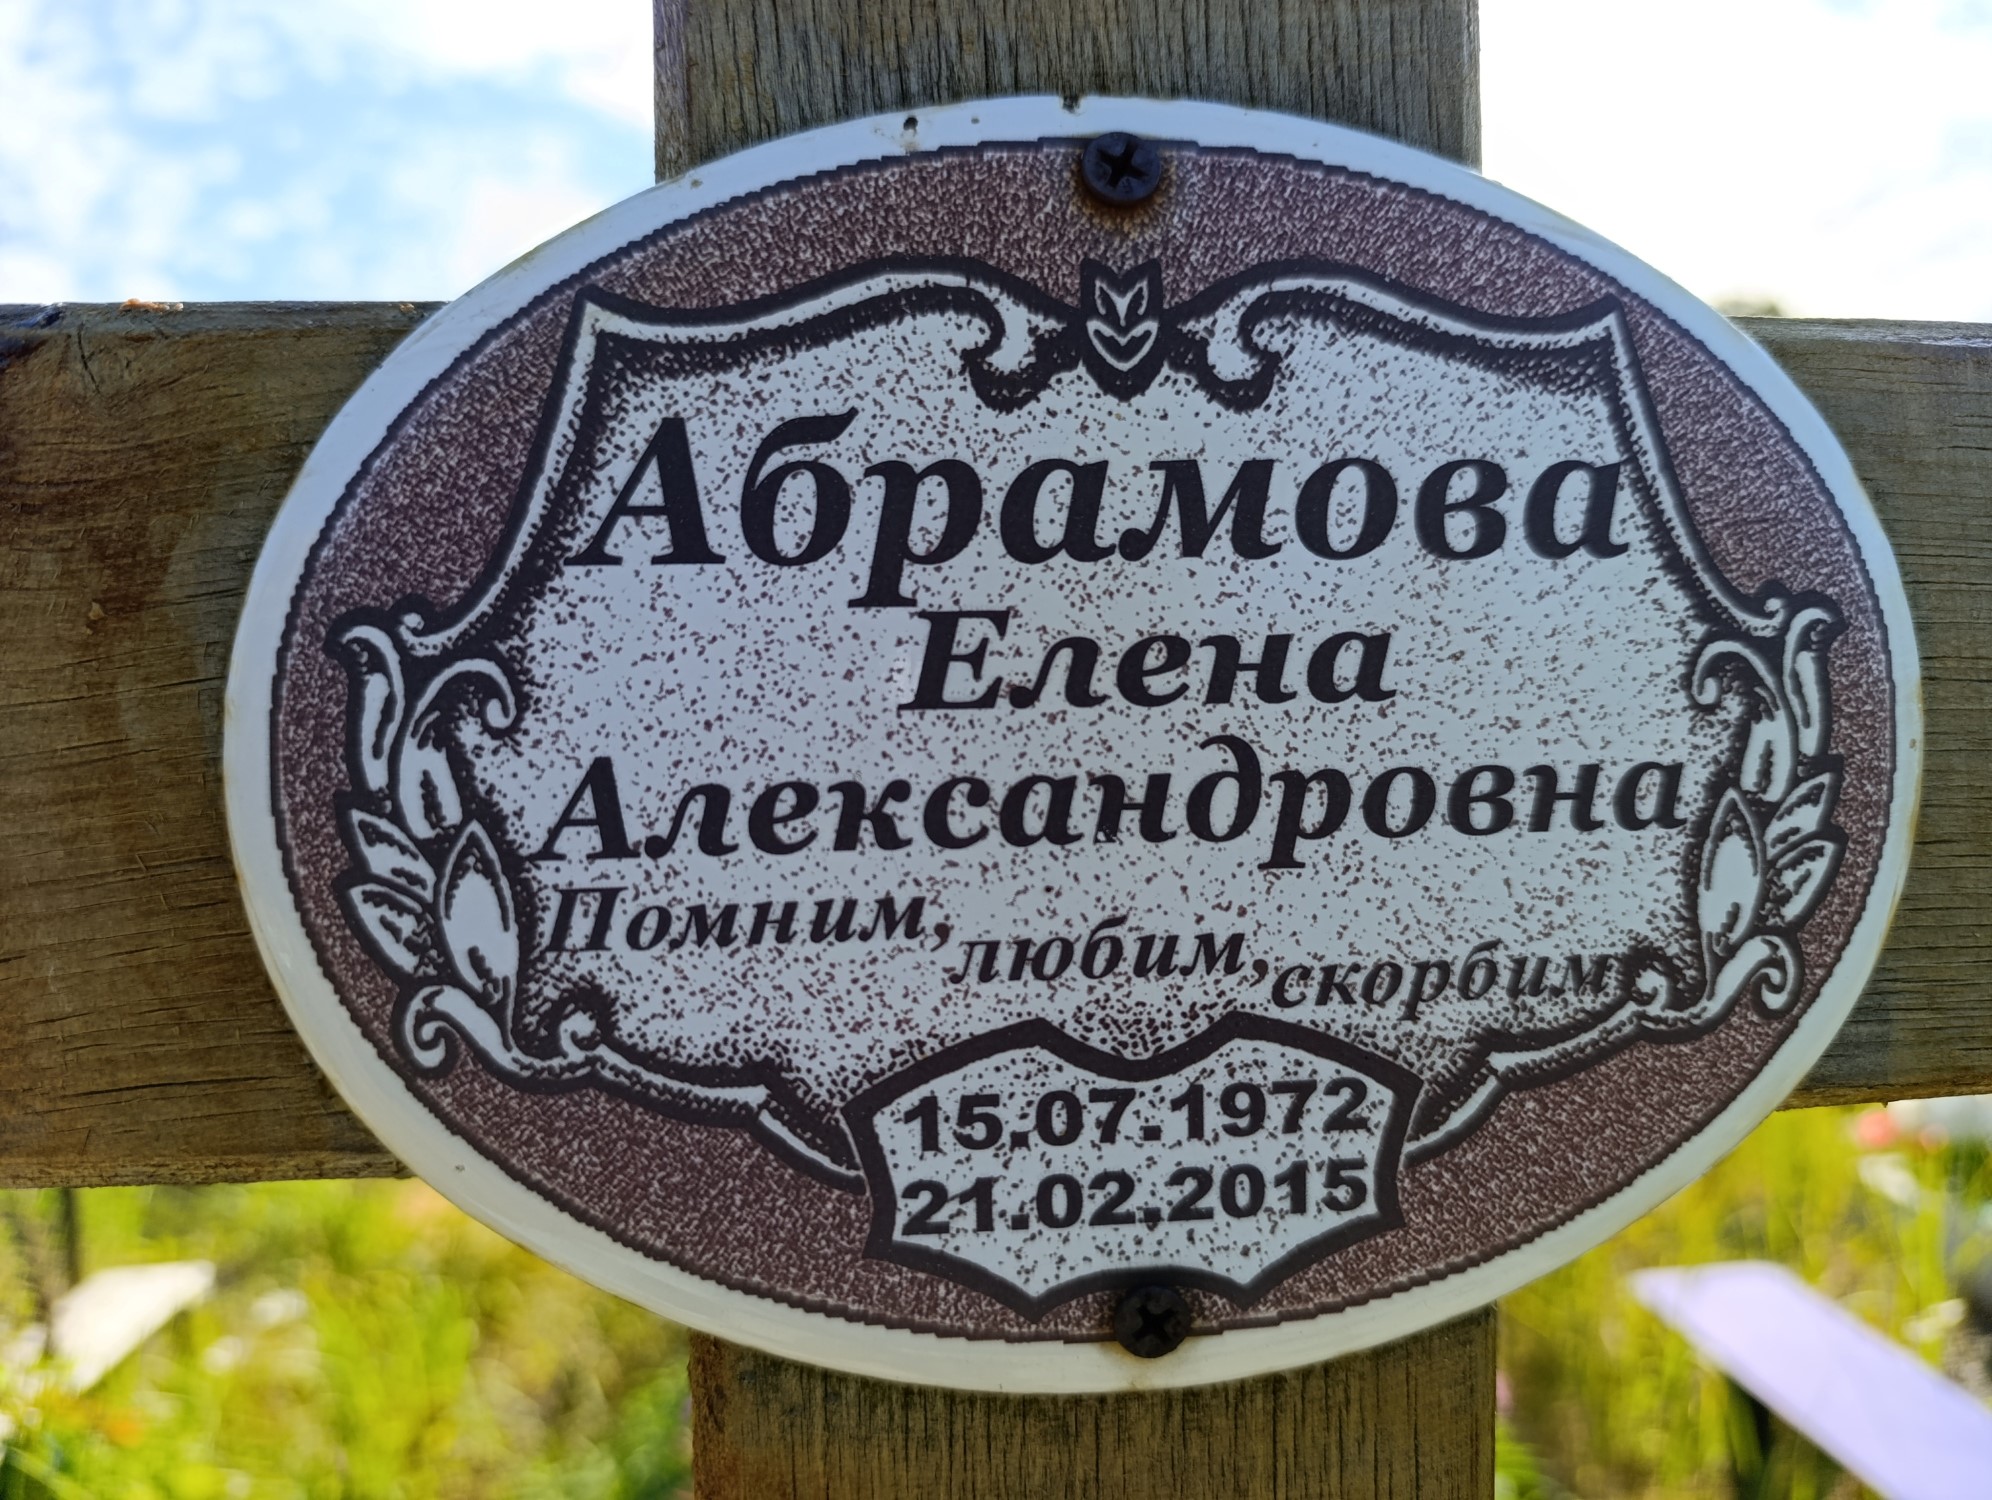 Абрамова
Елена
Александровна
Помним, любим, скорбим
15.07.1972
21.02.2015